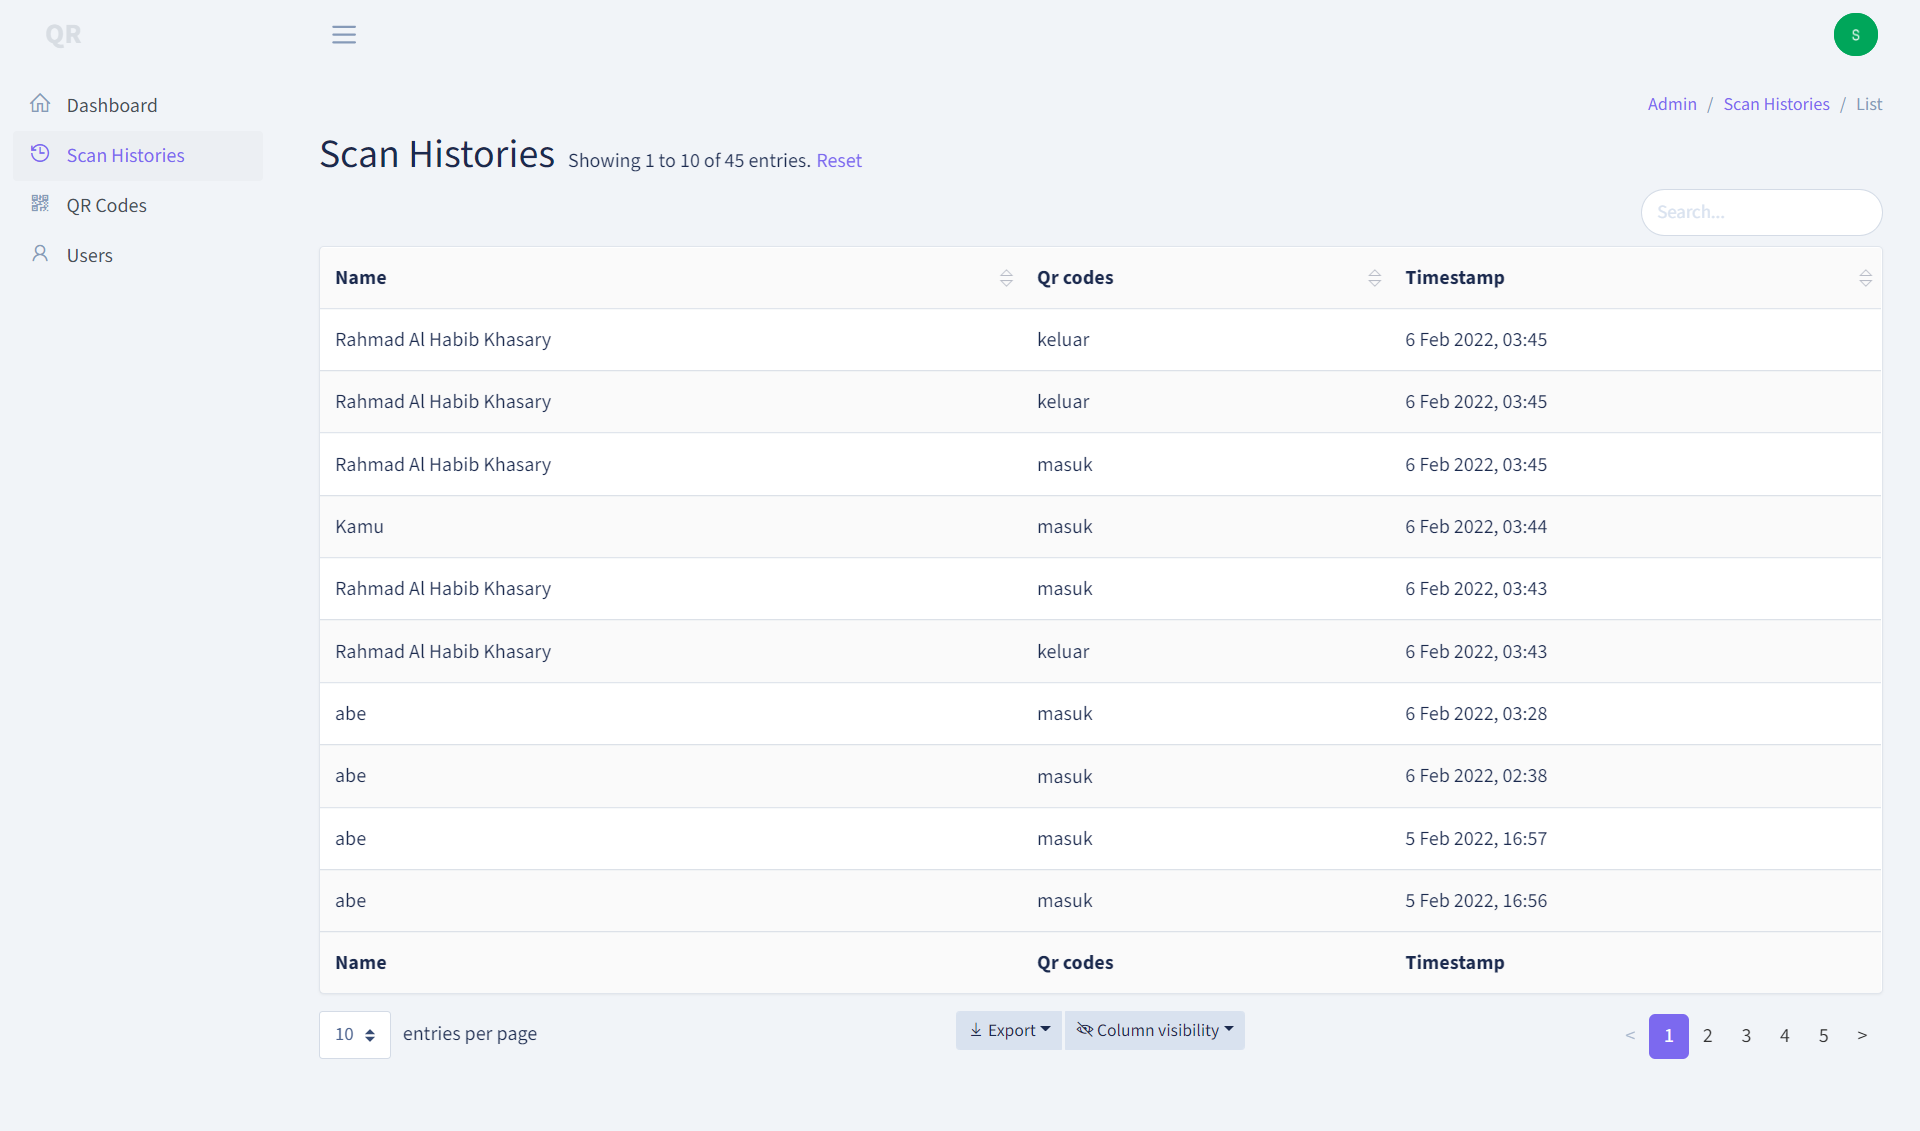 QR
S
Dashboard
Scan Histories
QR Codes
Users
Admin / Scan Histories / List
Scan Histories Showing 1 to 10 of 45 entries. Reset
Search...
Name Qr codes Timestamp
Rahmad Al Habib Khasary keluar 6 Feb 2022, 03:45
Rahmad Al Habib Khasary keluar 6 Feb 2022, 03:45
Rahmad Al Habib Khasary masuk 6 Feb 2022, 03:45
Kamu masuk 6 Feb 2022, 03:44
Rahmad Al Habib Khasary masuk 6 Feb 2022, 03:43
Rahmad Al Habib Khasary keluar 6 Feb 2022, 03:43
abe masuk 6 Feb 2022, 03:28
abe masuk 6 Feb 2022, 02:38
abe masuk 5 Feb 2022, 16:57
abe masuk 5 Feb 2022, 16:56
Name Qr codes Timestamp
10 entries per page Export Column visibility < 1 2 3 4 5 >